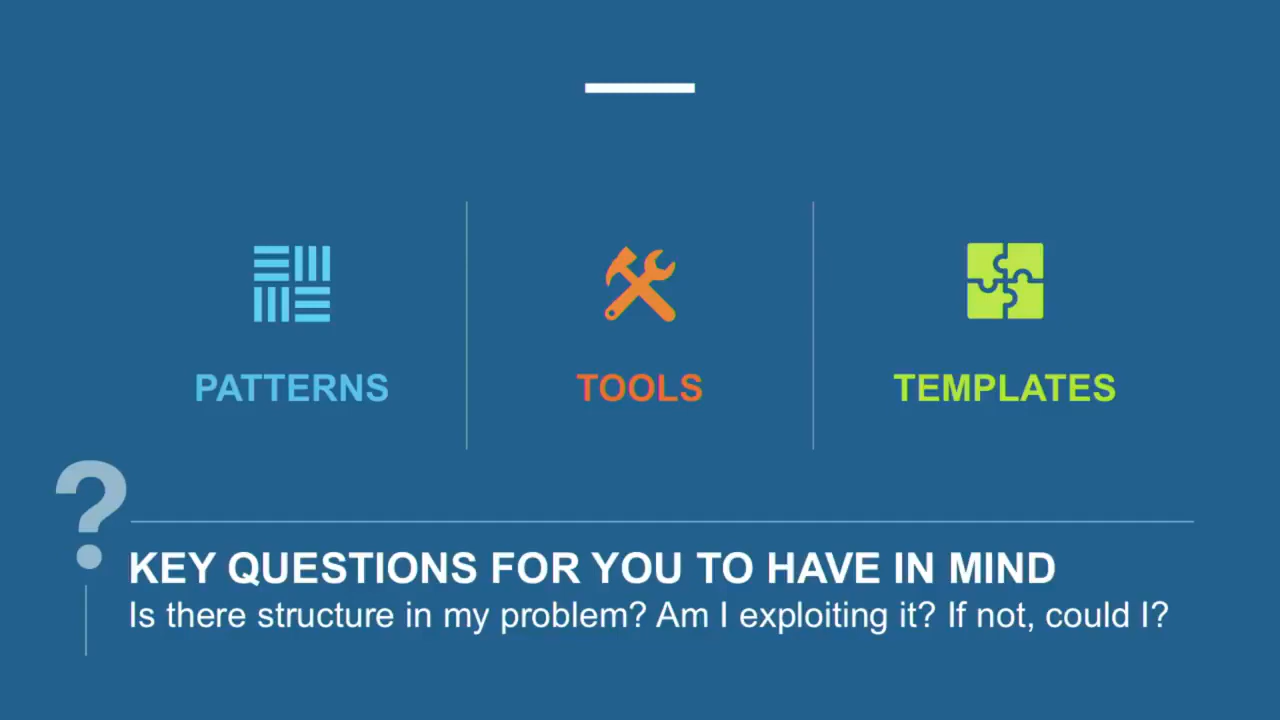 PATTERNS
TOOLS
TEMPLATES
?
KEY QUESTIONS FOR YOU TO HAVE IN MIND
Is there structure in my problem? Am I exploiting it? If not, could I?